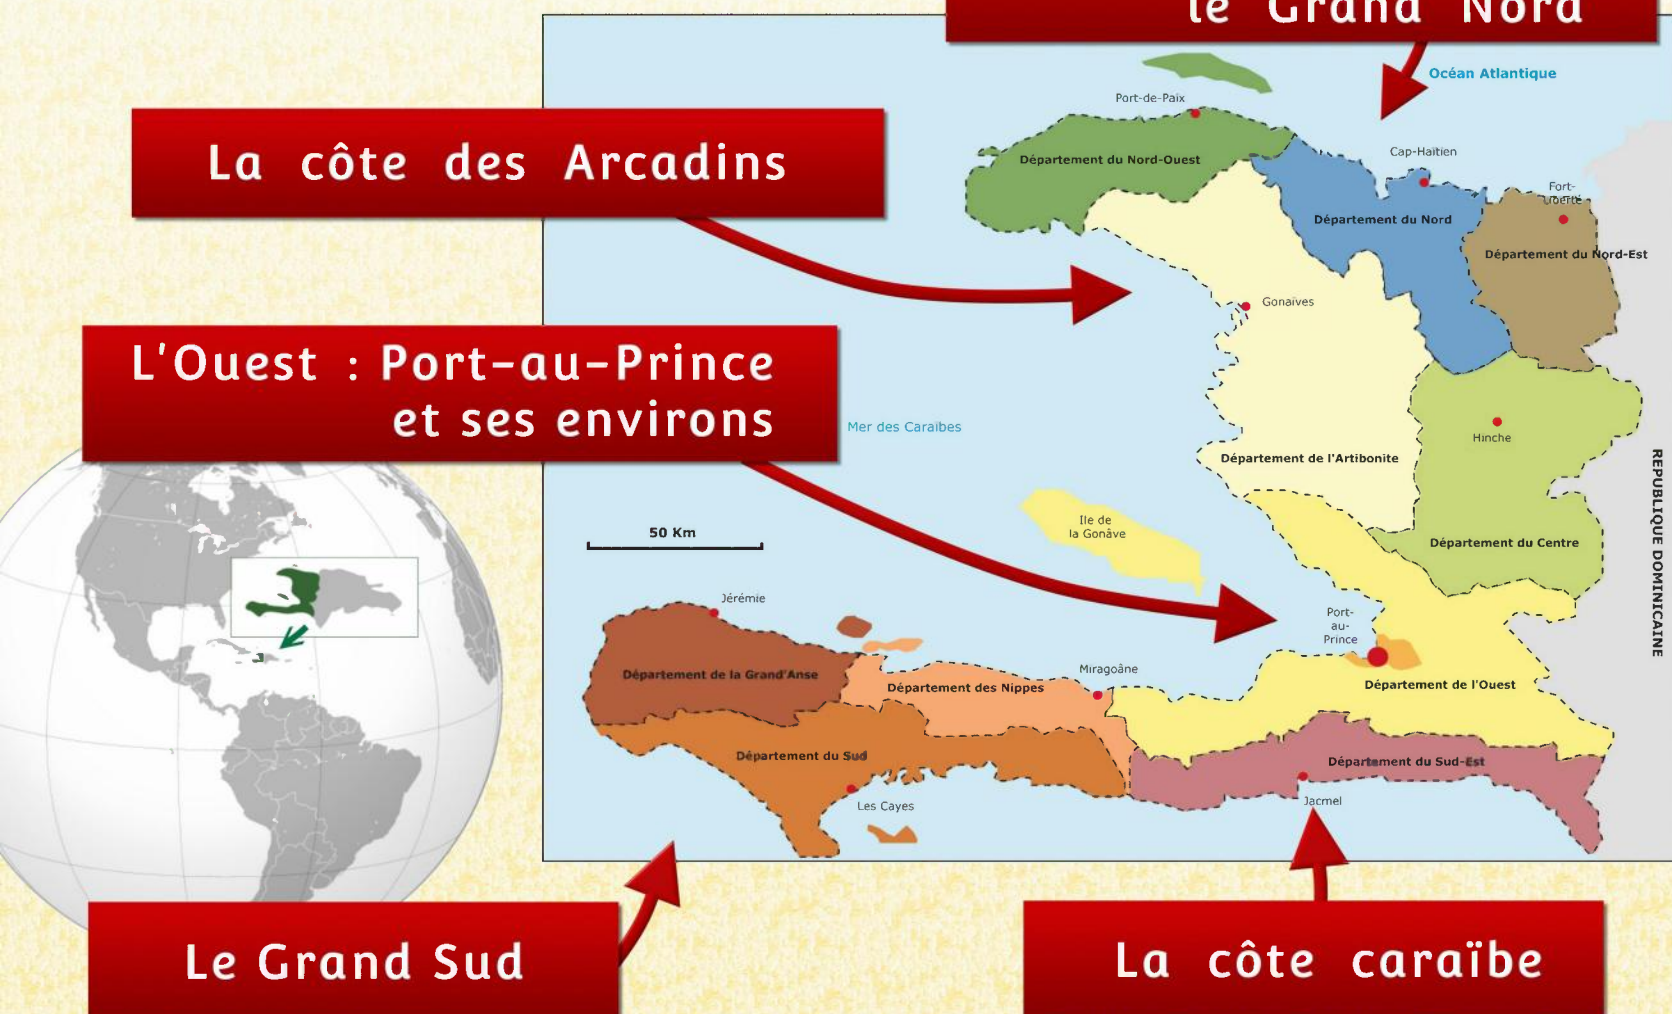 le Grand Nord
Océan Atlantique
Port-de-Paix
La côte des Arcadins
Département du Nord-Ouest
Cap-Haïtien
Fort-
Liberté
Département du Nord
Département du Nord-Est
Gonaïves
L'Ouest : Port-au-Prince
et ses environs
Mer des Caraïbes
Hinche
Département de l'Artibonite
REPUBLIQUE DOMINICAINE
Ile de
la Gonâve
50 Km
Département du Centre
Jérémie
Port-
au-
Prince
Miragoâne
Département de la Grand'Anse
Département des Nippes
Département de l'Ouest
Département du Sud
Département du Sud-Est
Les Cayes
Jacmel
Le Grand Sud
La côte caraïbe